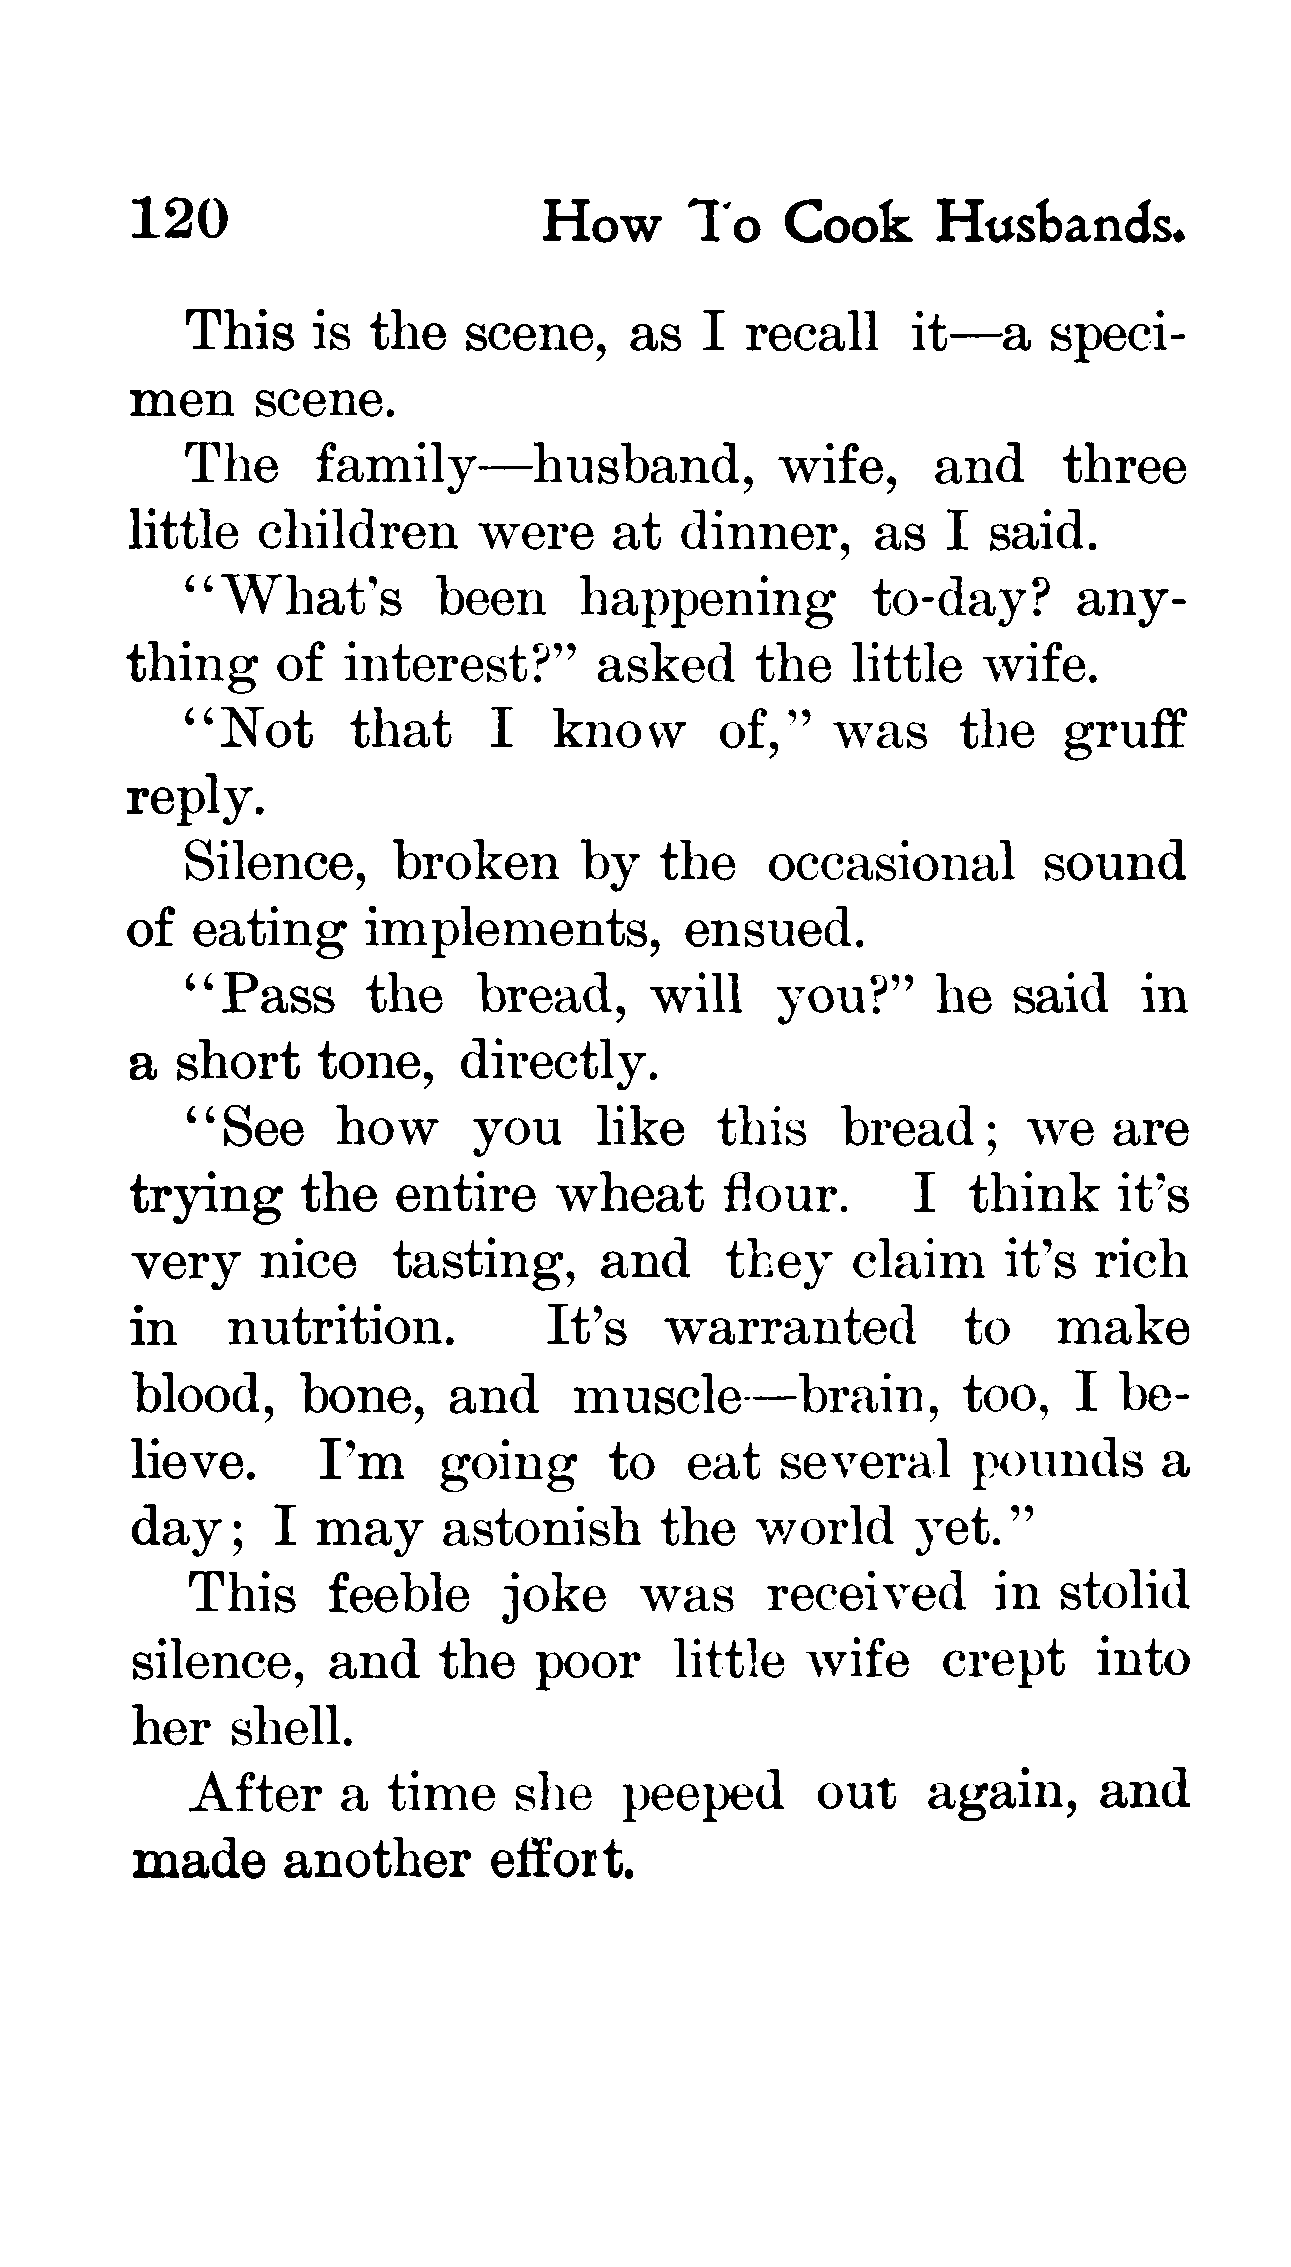 120 How To Cook Husbands.
This is the scene, as I recall it—a speci-
men scene.
The family—husband, wife, and three
little children were at dinner, as I said.
“What’s been happening to-day? any-
thing of interest?” asked the little wife.
“Not that I know of,” was the gruff
reply.
Silence, broken by the occasional sound
of eating implements, ensued.
“Pass the bread, will you?” he said in
a short tone, directly.
“See how you like this bread; we are
trying the entire wheat flour. I think it’s
very nice tasting, and they claim it’s rich
in nutrition. It’s warranted to make
blood, bone, and muscle—brain, too, I be-
lieve. I’m going to eat several pounds a
day; I may astonish the world yet.”
This feeble joke was received in stolid
silence, and the poor little wife crept into
her shell.
After a time she peeped out again, and
made another effort.